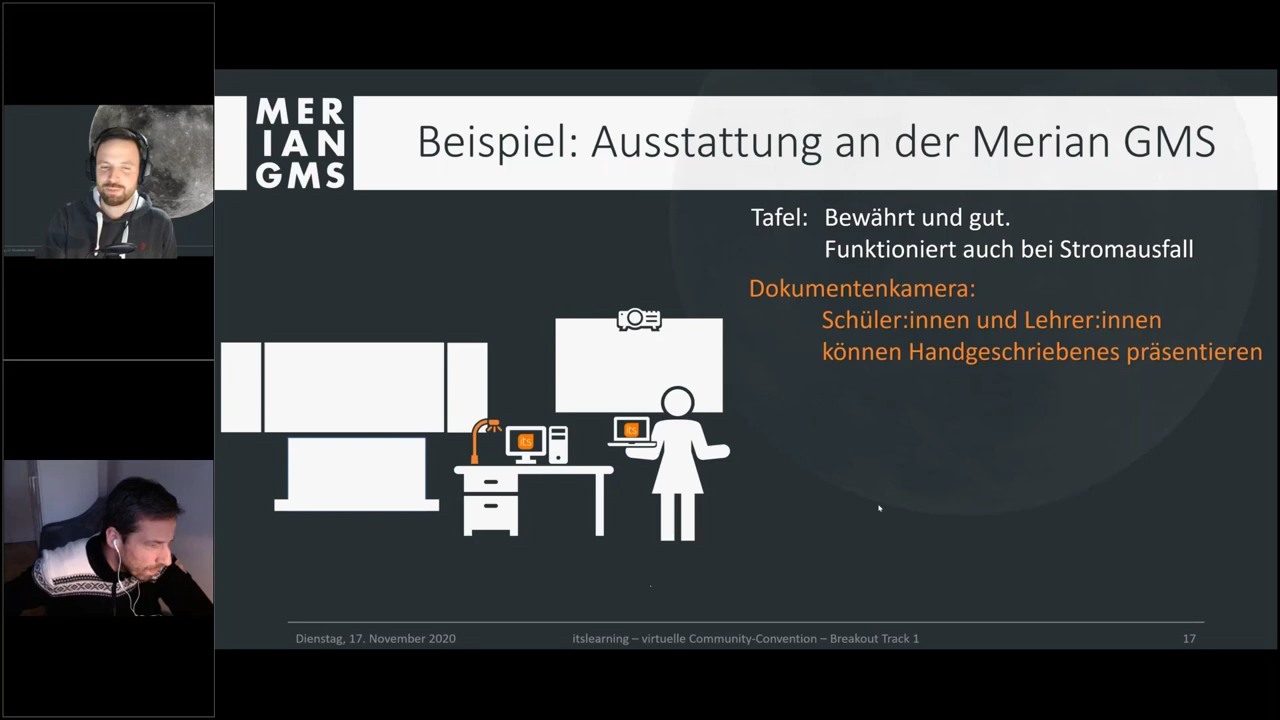 MER
IAN
GMS
Beispiel: Ausstattung an der Merian GMS
Tafel: Bewährt und gut.
Funktioniert auch bei Stromausfall
Dokumentenkamera:
Schüler:innen und Lehrer:innen
können Handgeschriebenes präsentieren
its
its
Dienstag, 17. November 2020
itslearning – virtuelle Community-Convention – Breakout Track 1
17